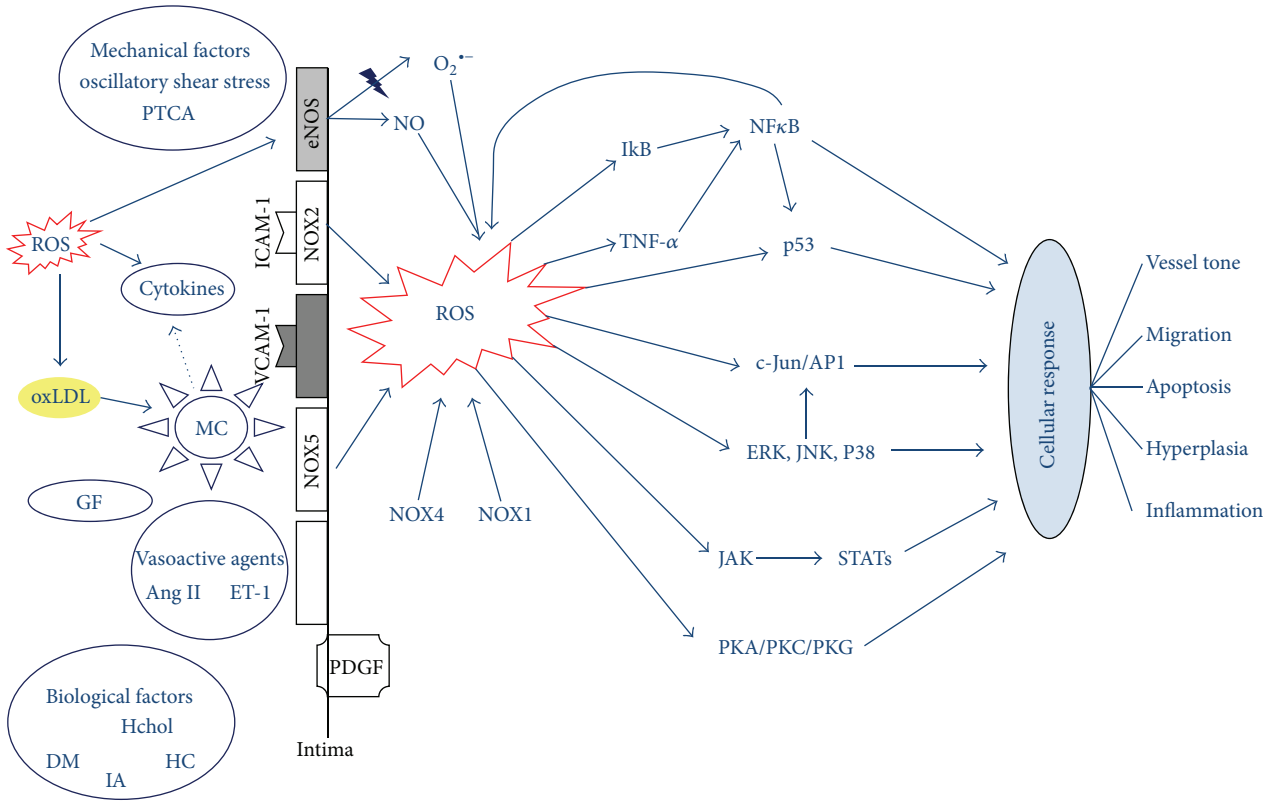 Mechanical factors
oscillatory shear stress
PTCA
ROS
Cytokines
oxLDL
MC
GF
Vasoactive agents
Ang II ET-1
Biological factors
Hchol
DM HC
IA
eNOS
ICAM-1
NOX2
VCAM-1
NOX5
PDGF
Intima
O2•−
NO
ROS
NOX4 NOX1
IkB
NFκB
TNF-α
p53
c-Jun/AP1
ERK, JNK, P38
JAK STATs
PKA/PKC/PKG
Cellular response
Vessel tone
Migration
Apoptosis
Hyperplasia
Inflammation